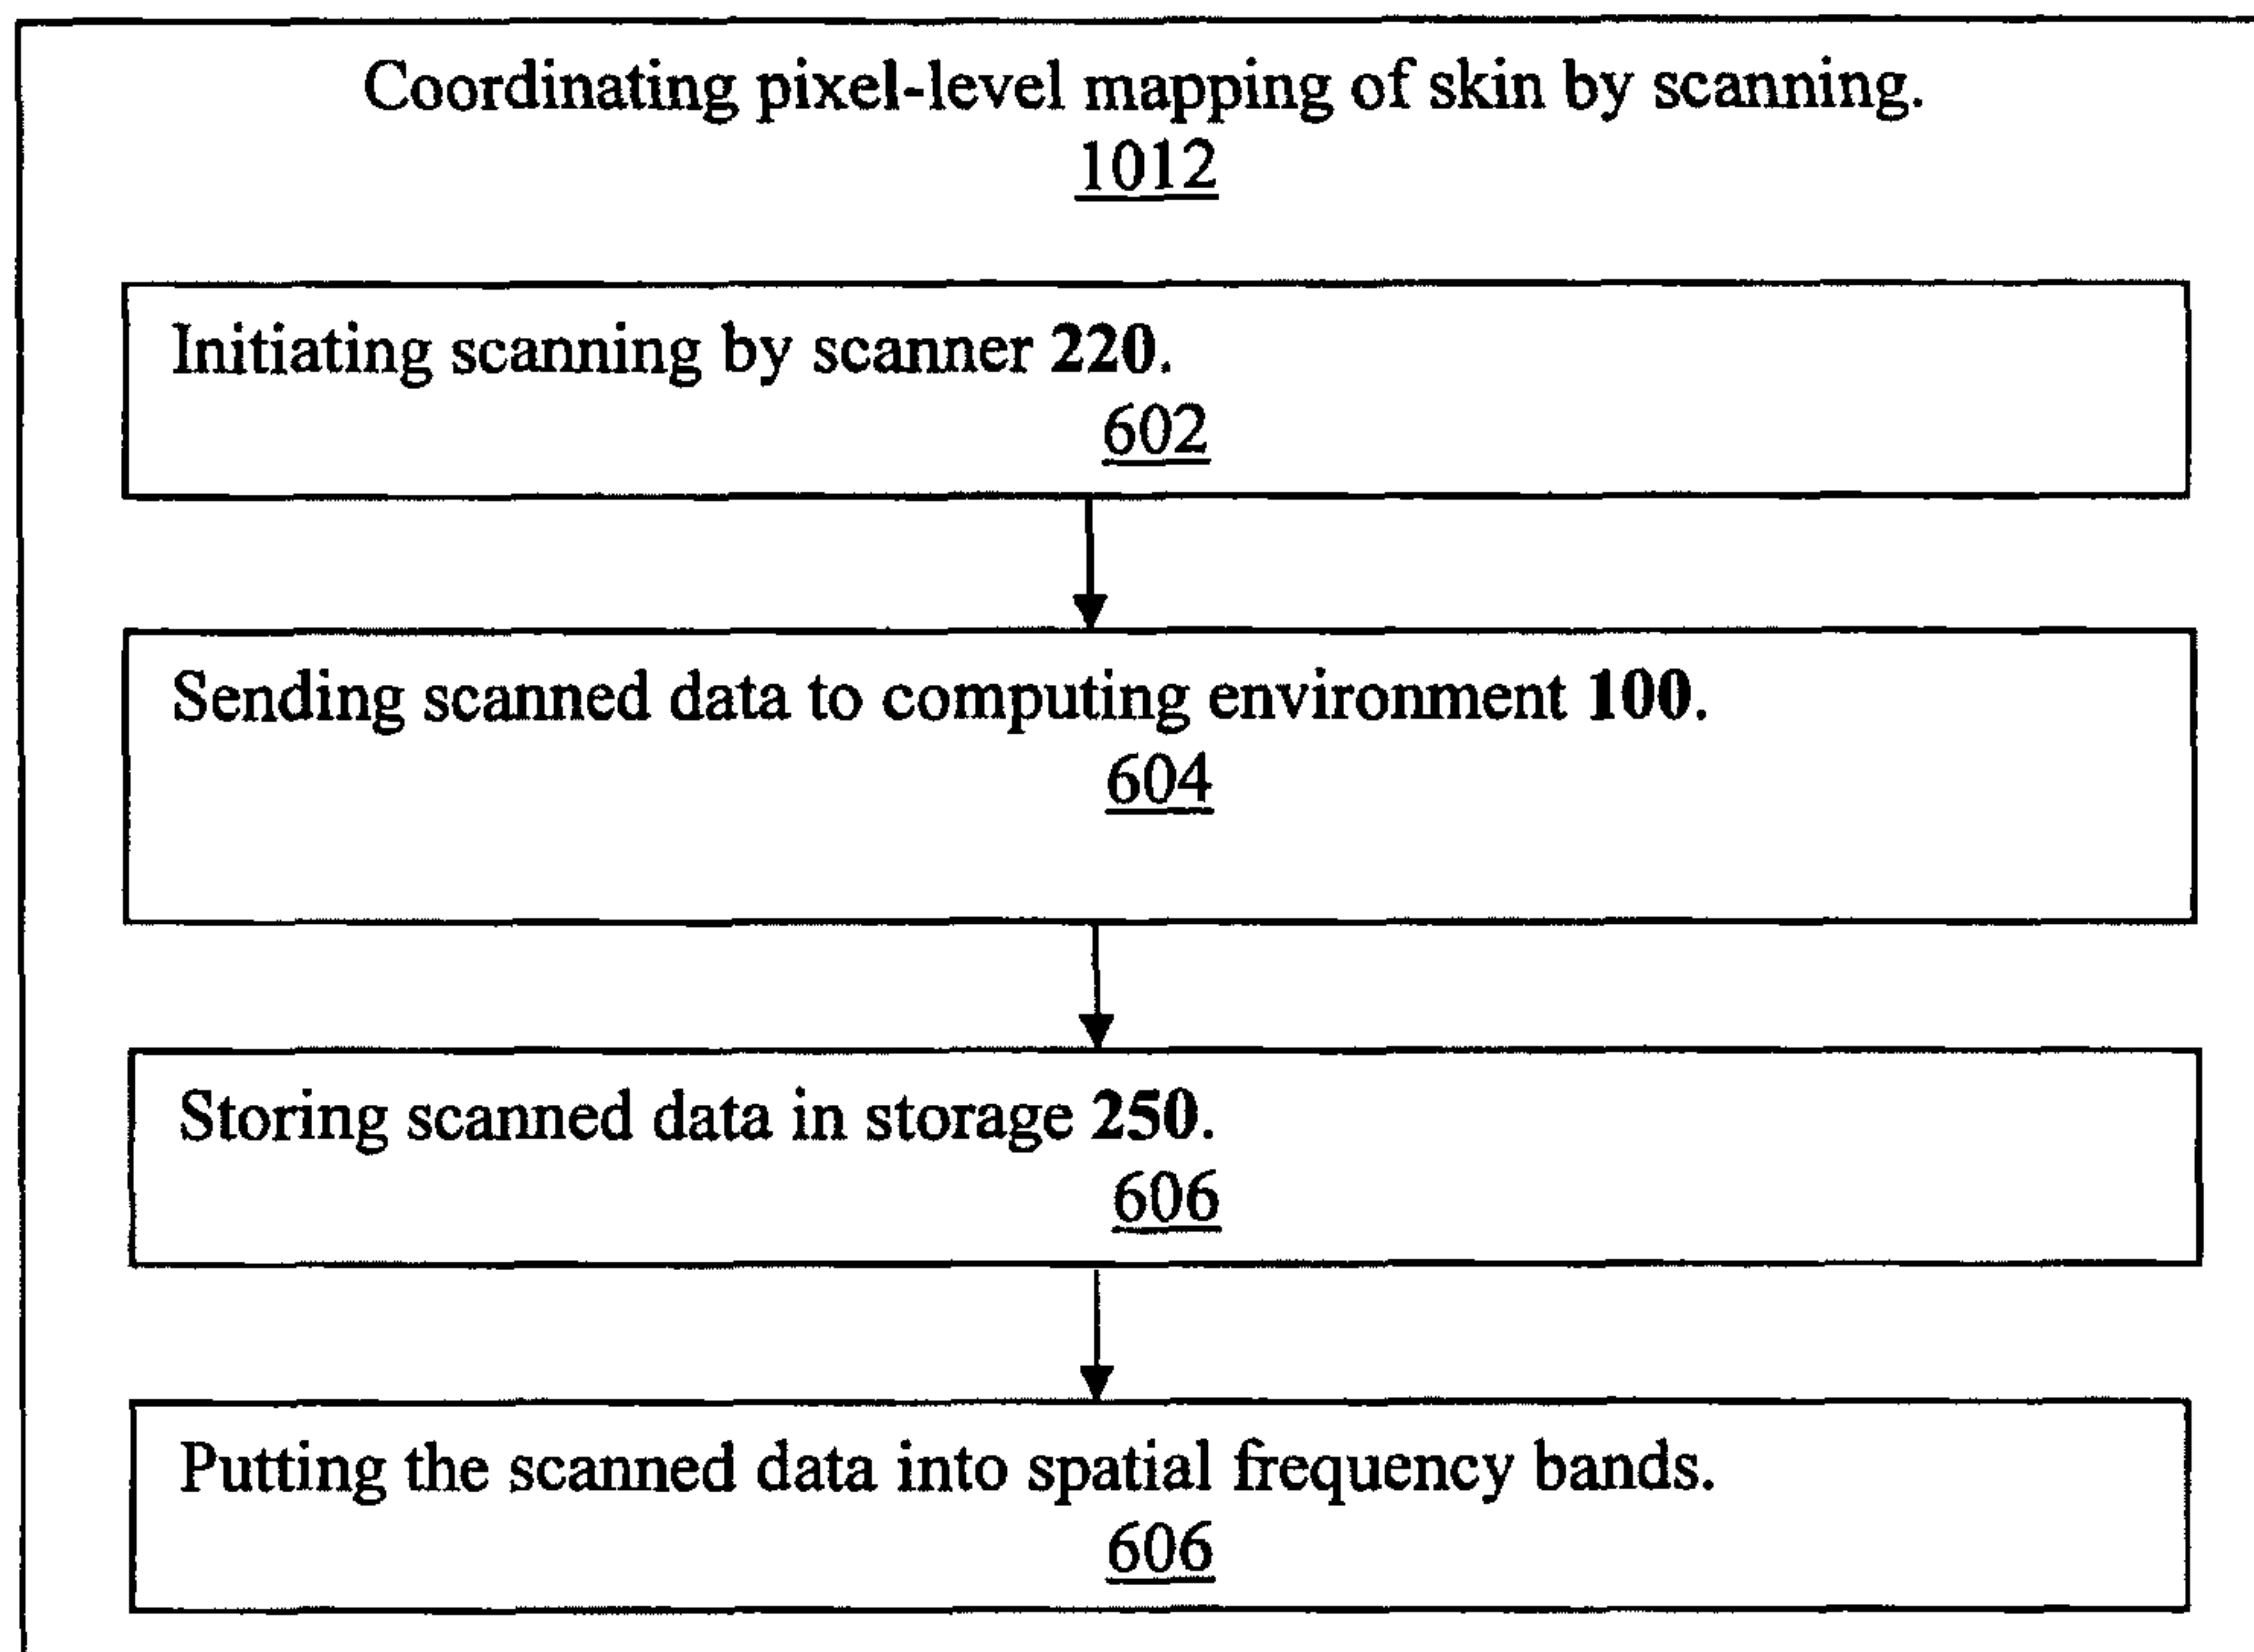 Coordinating pixel-level mapping of skin by scanning.
1012
Initiating scanning by scanner 220.
602
Sending scanned data to computing environment 100.
604
Storing scanned data in storage 250.
606
Putting the scanned data into spatial frequency bands.
606